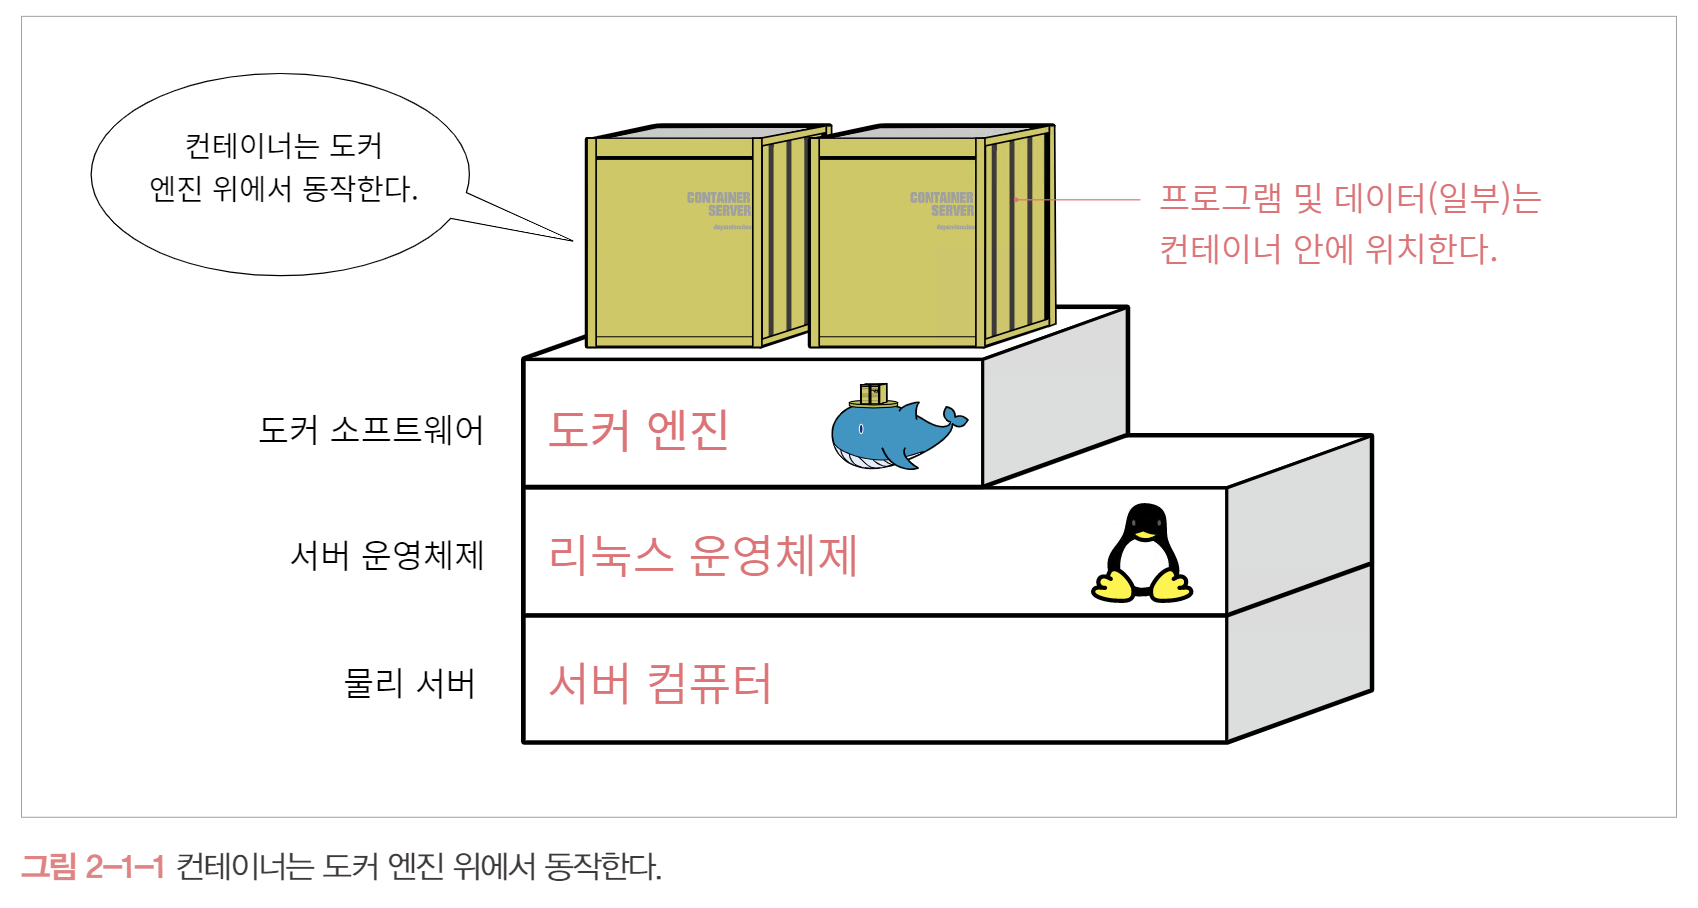 컨테이너는 도커
엔진 위에서 동작한다.
CONTAINER
SERVER
CONTAINER
SERVER
프로그램 및 데이터(일부)는
컨테이너 안에 위치한다.
도커 소프트웨어
도커 엔진
서버 운영체제
리눅스 운영체제
물리 서버
서버 컴퓨터
그림 2-1-1 컨테이너는 도커 엔진 위에서 동작한다.